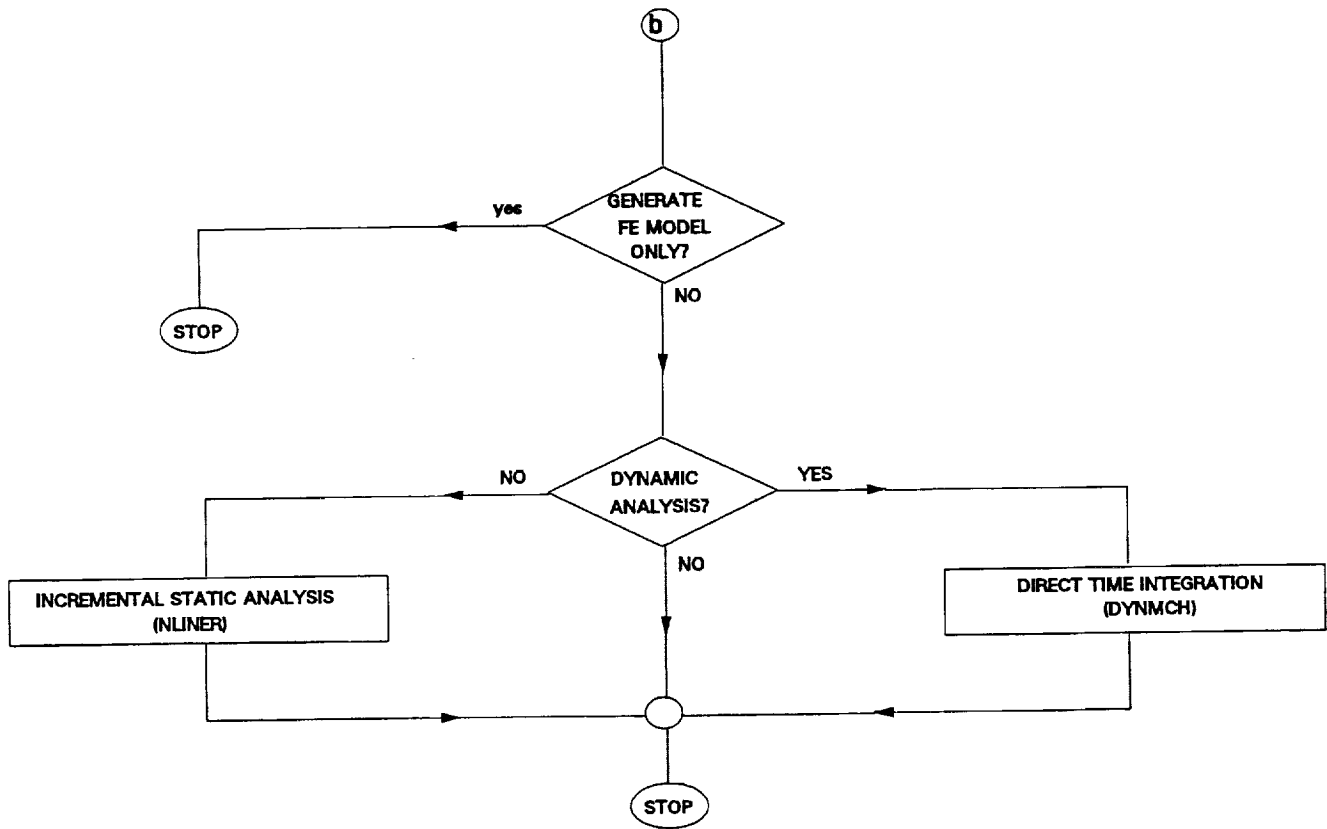 b
GENERATE
FE MODEL
ONLY?
yes
NO
STOP
DYNAMIC
ANALYSIS?
NO
YES
NO
INCREMENTAL STATIC ANALYSIS
(NLINER)
DIRECT TIME INTEGRATION
(DYNMCH)
STOP